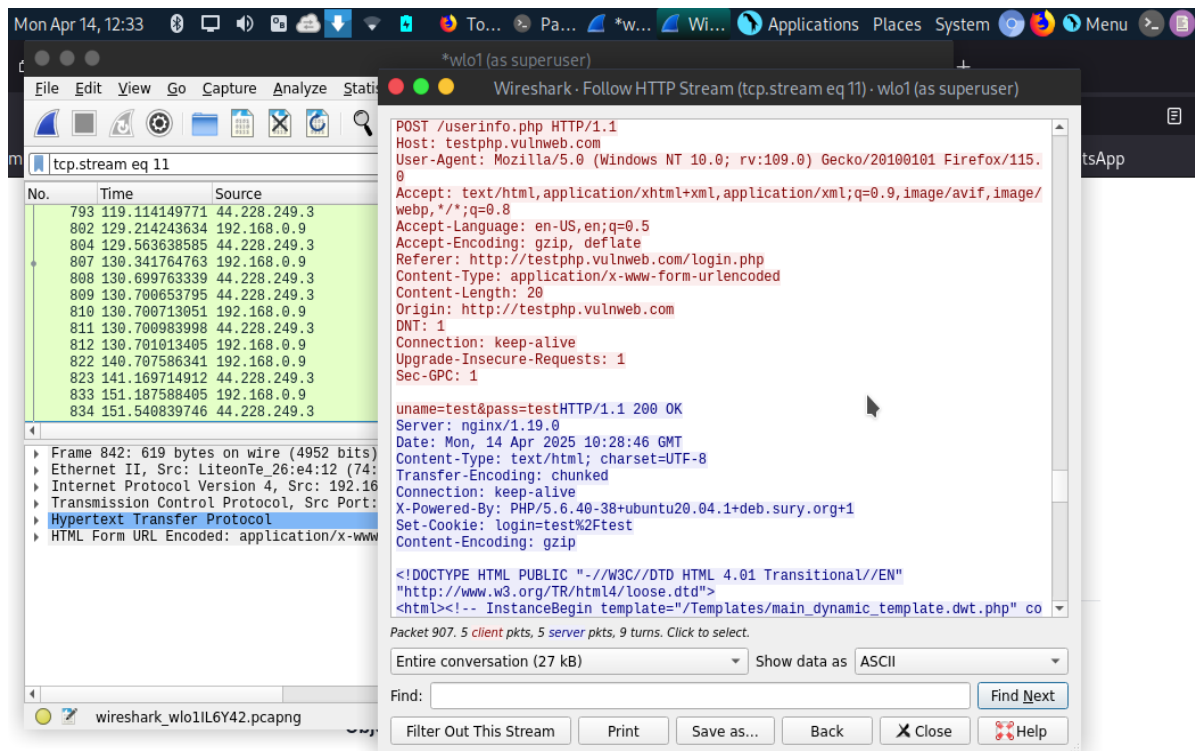 Mon Apr 14, 12:33 To... Pa... *w... Wi... Applications Places System Menu
*wlo1 (as superuser)
File Edit View Go Capture Analyze Statis
tcp.stream eq 11
No. Time Source
793 119.114149771 44.228.249.3
802 129.214243634 192.168.0.9
804 129.563638585 44.228.249.3
807 130.341764763 192.168.0.9
808 130.699763339 44.228.249.3
809 130.700653795 44.228.249.3
810 130.700713051 192.168.0.9
811 130.700983998 44.228.249.3
812 130.701013405 192.168.0.9
822 140.707586341 192.168.0.9
823 141.169714912 44.228.249.3
833 151.187588405 192.168.0.9
834 151.540839746 44.228.249.3
Frame 842: 619 bytes on wire (4952 bits)
Ethernet II, Src: LiteonTe_26:e4:12 (74:
Internet Protocol Version 4, Src: 192.16
Transmission Control Protocol, Src Port:
Hypertext Transfer Protocol
HTML Form URL Encoded: application/x-www
wireshark_wlo1IL6Y42.pcapng
Wireshark · Follow HTTP Stream (tcp.stream eq 11) · wlo1 (as superuser)
POST /userinfo.php HTTP/1.1
Host: testphp.vulnweb.com
User-Agent: Mozilla/5.0 (Windows NT 10.0; rv:109.0) Gecko/20100101 Firefox/115.
0
Accept: text/html,application/xhtml+xml,application/xml;q=0.9,image/avif,image/
webp,*/*;q=0.8
Accept-Language: en-US,en;q=0.5
Accept-Encoding: gzip, deflate
Referer: http://testphp.vulnweb.com/login.php
Content-Type: application/x-www-form-urlencoded
Content-Length: 20
Origin: http://testphp.vulnweb.com
DNT: 1
Connection: keep-alive
Upgrade-Insecure-Requests: 1
Sec-GPC: 1
uname=test&pass=testHTTP/1.1 200 OK
Server: nginx/1.19.0
Date: Mon, 14 Apr 2025 10:28:46 GMT
Content-Type: text/html; charset=UTF-8
Transfer-Encoding: chunked
Connection: keep-alive
X-Powered-By: PHP/5.6.40-38+ubuntu20.04.1+deb.sury.org+1
Set-Cookie: login=test%2Ftest
Content-Encoding: gzip
<!DOCTYPE HTML PUBLIC "-//W3C//DTD HTML 4.01 Transitional//EN"
"http://www.w3.org/TR/html4/loose.dtd">
<html><!-- InstanceBegin template="/Templates/main_dynamic_template.dwt.php" co
Packet 907. 5 client pkts, 5 server pkts, 9 turns. Click to select.
Entire conversation (27 kB) Show data as ASCII
Find: Find Next
Filter Out This Stream Print Save as... Back Close Help
tsApp